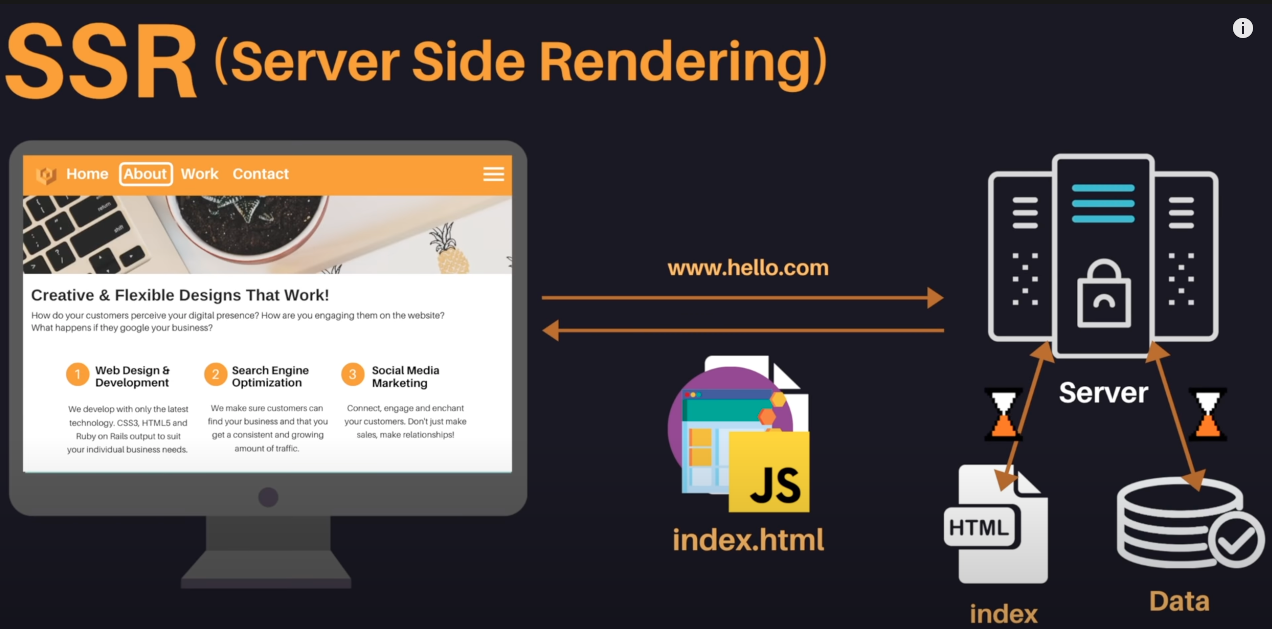 SSR (Server Side Rendering)
i
Home About Work Contact
return
Creative & Flexible Designs That Work!
How do your customers perceive your digital presence? How are you engaging them on the website?
What happens if they google your business?
1 Web Design &
Development
We develop with only the latest
technology. CSS3, HTML5 and
Ruby on Rails output to suit
your individual business needs.
2 Search Engine
Optimization
We make sure customers can
find your business and that you
get a consistent and growing
amount of traffic.
3 Social Media
Marketing
Connect, engage and enchant
your customers. Don't just make
sales, make relationships!
www.hello.com
JS
index.html
Server
HTML
index
Data